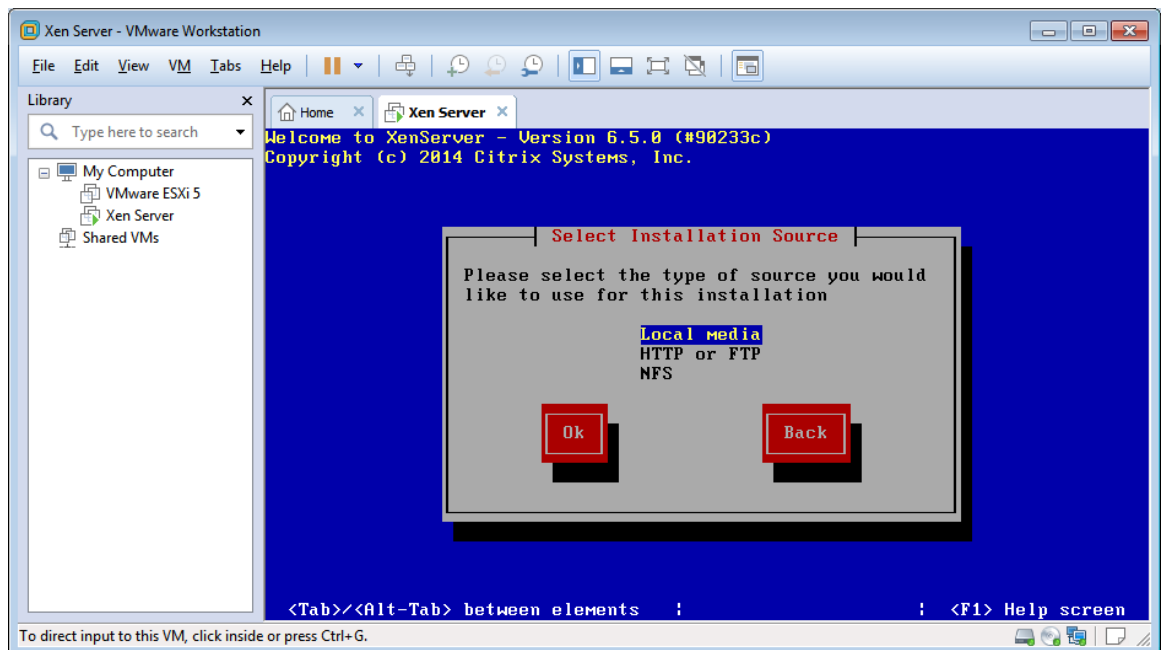 Xen Server - VMware Workstation
File Edit View VM Tabs Help
Library
Type here to search
My Computer
VMware ESXi 5
Xen Server
Shared VMs
Home Xen Server
Welcome to XenServer - Version 6.5.0 (#90233c)
Copyright (c) 2014 Citrix Systems, Inc.
Select Installation Source
Please select the type of source you would
like to use for this installation
Local media
HTTP or FTP
NFS
Ok Back
<Tab>/<Alt-Tab> between elements ¦ ¦ <F1> Help screen
To direct input to this VM, click inside or press Ctrl+G.